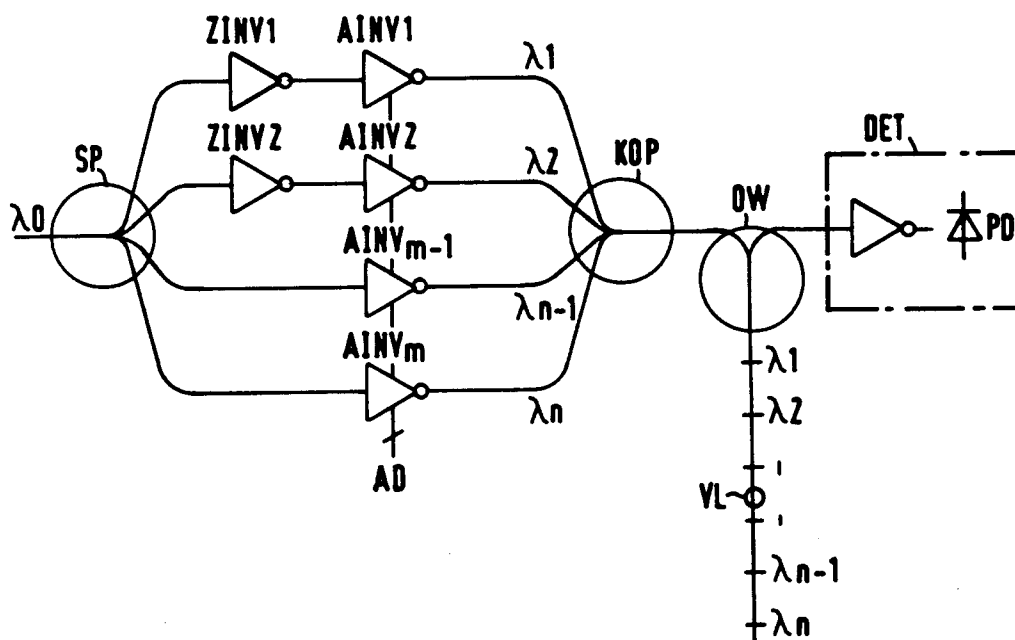 ZINV1 AINV1 λ1
ZINV2 AINV2 λ2
SP KOP DET
λ0 OW PD
AINVm-1
λn-1
AINVm
λn
AD
λ1
λ2
VL
λn-1
λn